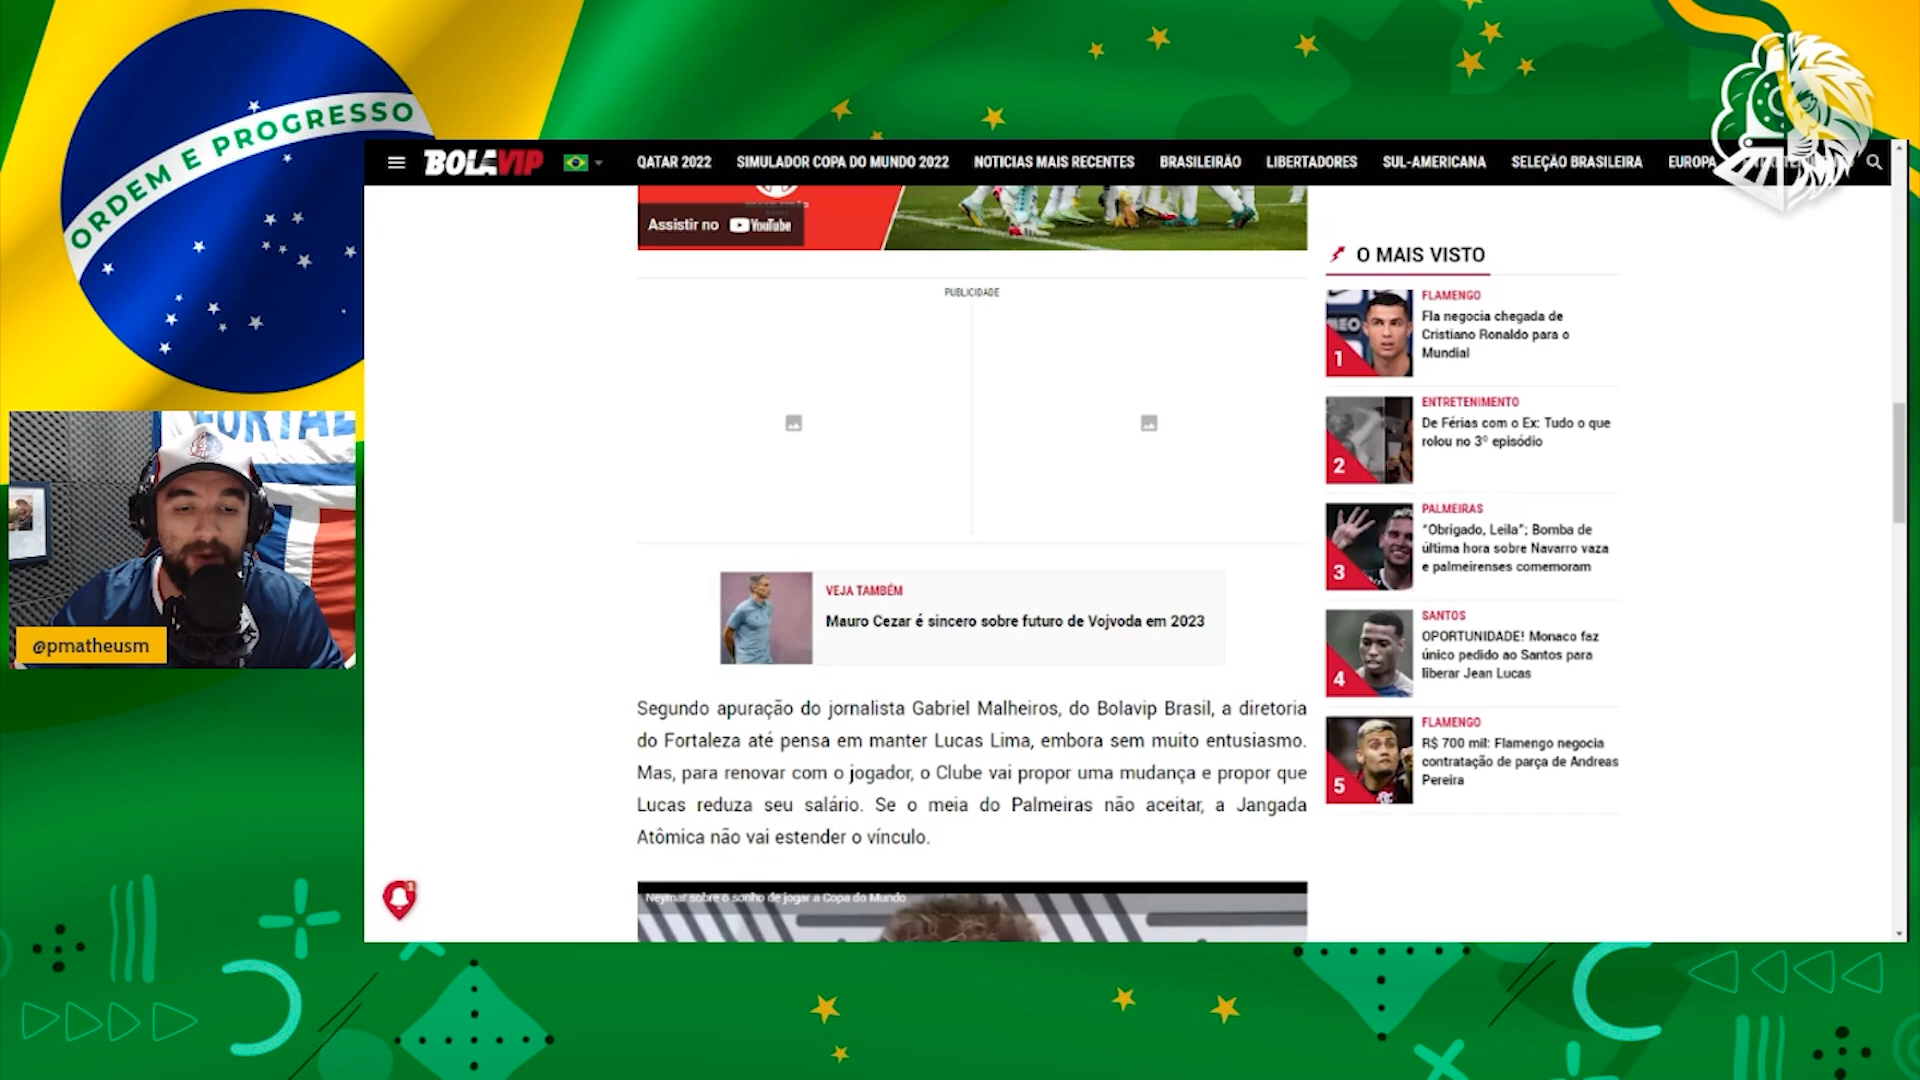 ORDEM E PROGRESSO
BOLAVIP
QATAR 2022
SIMULADOR COPA DO MUNDO 2022
NOTICIAS MAIS RECENTES
BRASILEIRÃO
LIBERTADORES
SUL-AMERICANA
SELEÇÃO BRASILEIRA
EUROPA
Assistir no YouTube
PUBLICIDADE
VEJA TAMBÉM
Mauro Cezar é sincero sobre futuro de Vojvoda em 2023
Segundo apuração do jornalista Gabriel Malheiros, do Bolavip Brasil, a diretoria
do Fortaleza até pensa em manter Lucas Lima, embora sem muito entusiasmo.
Mas, para renovar com o jogador, o Clube vai propor uma mudança e propor que
Lucas reduza seu salário. Se o meia do Palmeiras não aceitar, a Jangada
Atômica não vai estender o vínculo.
Neymar sobre o sonho de jogar a Copa do Mundo
O MAIS VISTO
1
FLAMENGO
Fla negocia chegada de
Cristiano Ronaldo para o
Mundial
2
ENTRETENIMENTO
De Férias com o Ex: Tudo o que
rolou no 3º episódio
3
PALMEIRAS
"Obrigado, Leila"; Bomba de
última hora sobre Navarro vaza
e palmeirenses comemoram
4
SANTOS
OPORTUNIDADE! Monaco faz
único pedido ao Santos para
liberar Jean Lucas
5
FLAMENGO
R$ 700 mil: Flamengo negocia
contratação de parça de Andreas
Pereira
@pmatheusm